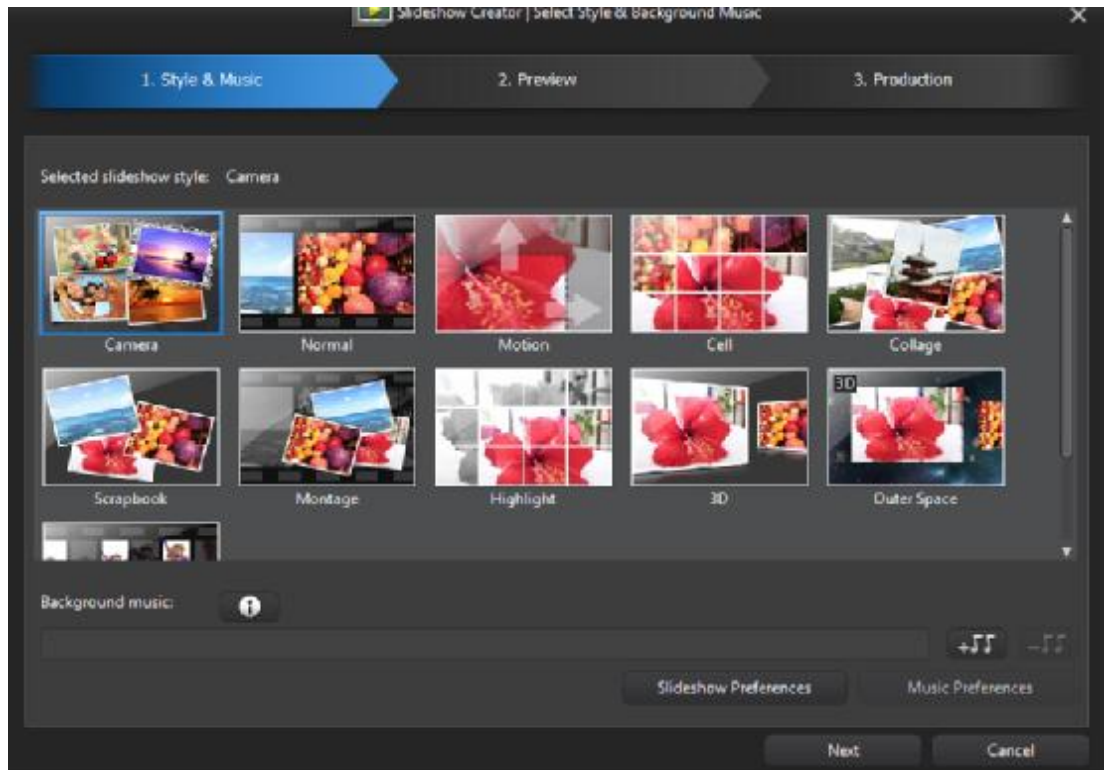 Slideshow Creator | Select Style & Background Music
1. Style & Music
2. Preview
3. Production
Selected slideshow style: Camera
Camera
Normal
Motion
Cell
Collage
3D
Scrapbook
Montage
Highlight
3D
Outer Space
Background music:
Slideshow Preferences
Music Preferences
Next
Cancel